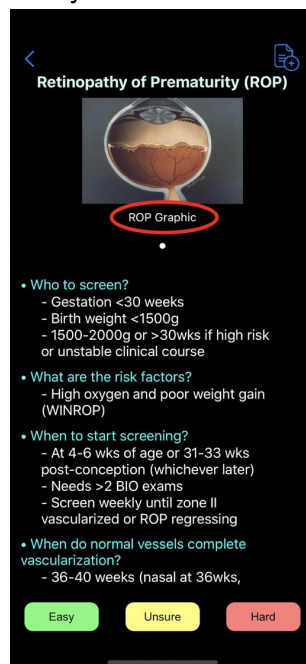 Retinopathy of Prematurity (ROP)
ROP Graphic
• Who to screen?
- Gestation <30 weeks
- Birth weight <1500g
- 1500-2000g or >30wks if high risk
or unstable clinical course
• What are the risk factors?
- High oxygen and poor weight gain
(WINROP)
• When to start screening?
- At 4-6 wks of age or 31-33 wks
post-conception (whichever later)
- Needs >2 BIO exams
- Screen weekly until zone II
vascularized or ROP regressing
• When do normal vessels complete
vascularization?
- 36-40 weeks (nasal at 36wks,
Easy
Unsure
Hard